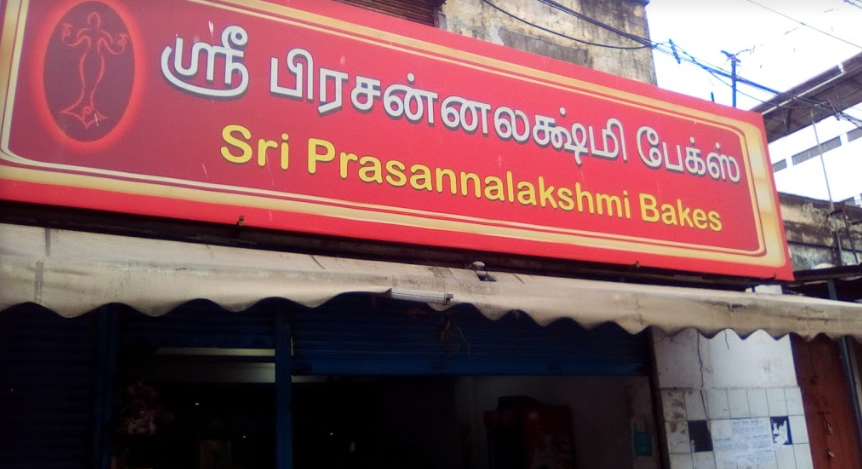 ஸ்ரீ பிரசன்னலக்ஷ்மி பேக்ஸ்
Sri Prasannalakshmi Bakes